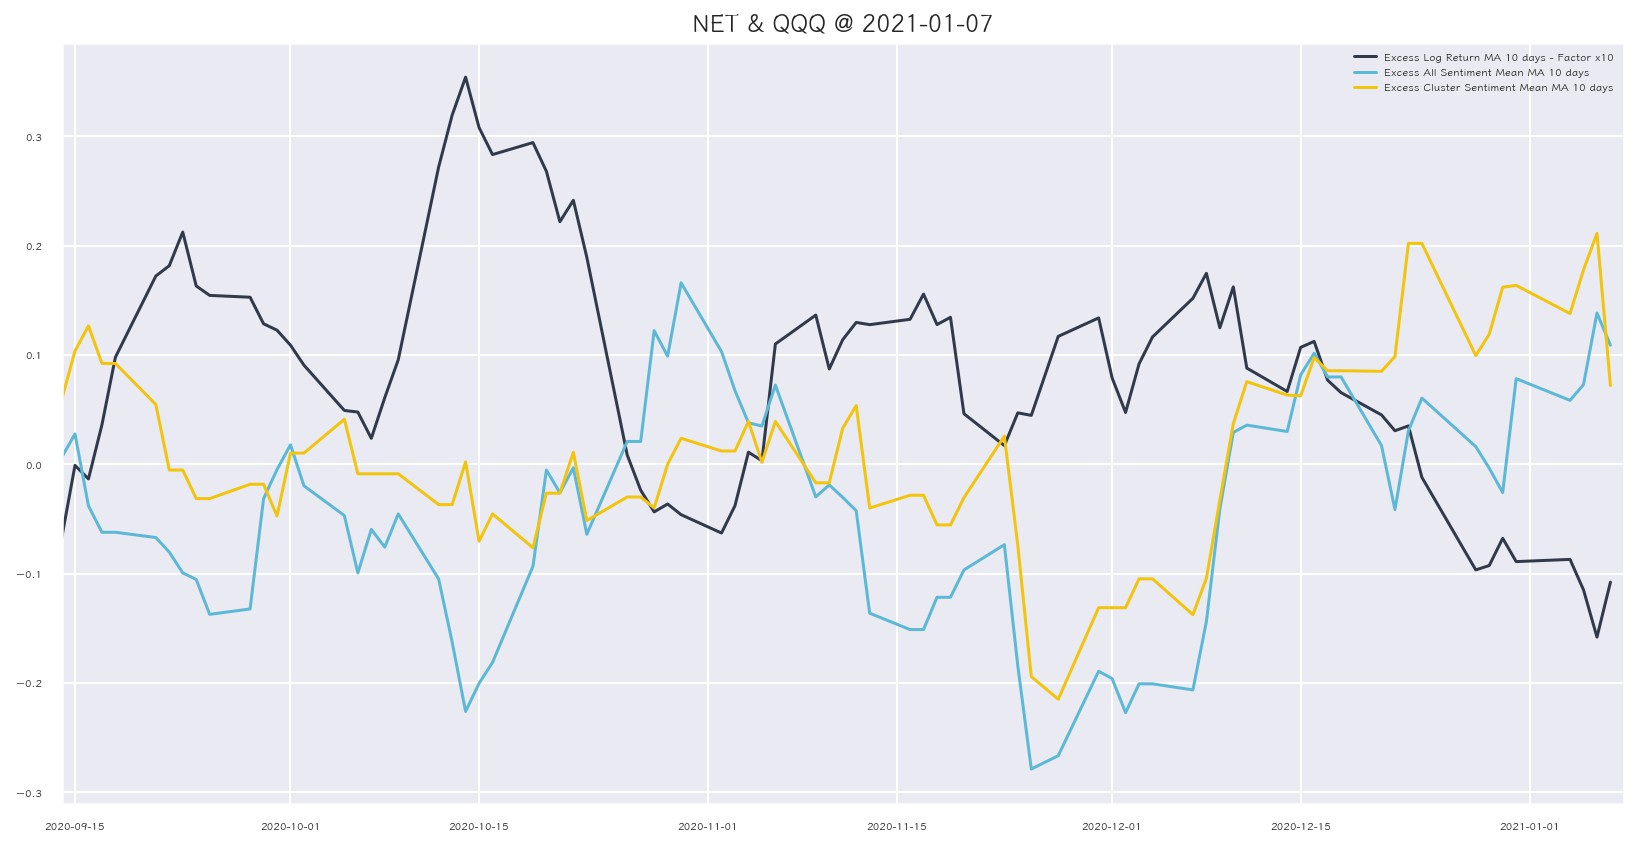 NET & QQQ @ 2021-01-07
Excess Log Return MA 10 days - Factor x10
Excess All Sentiment Mean MA 10 days
Excess Cluster Sentiment Mean MA 10 days
0.3
0.2
0.1
0.0
−0.1
−0.2
−0.3
2020-09-15 2020-10-01 2020-10-15 2020-11-01 2020-11-15 2020-12-01 2020-12-15 2021-01-01